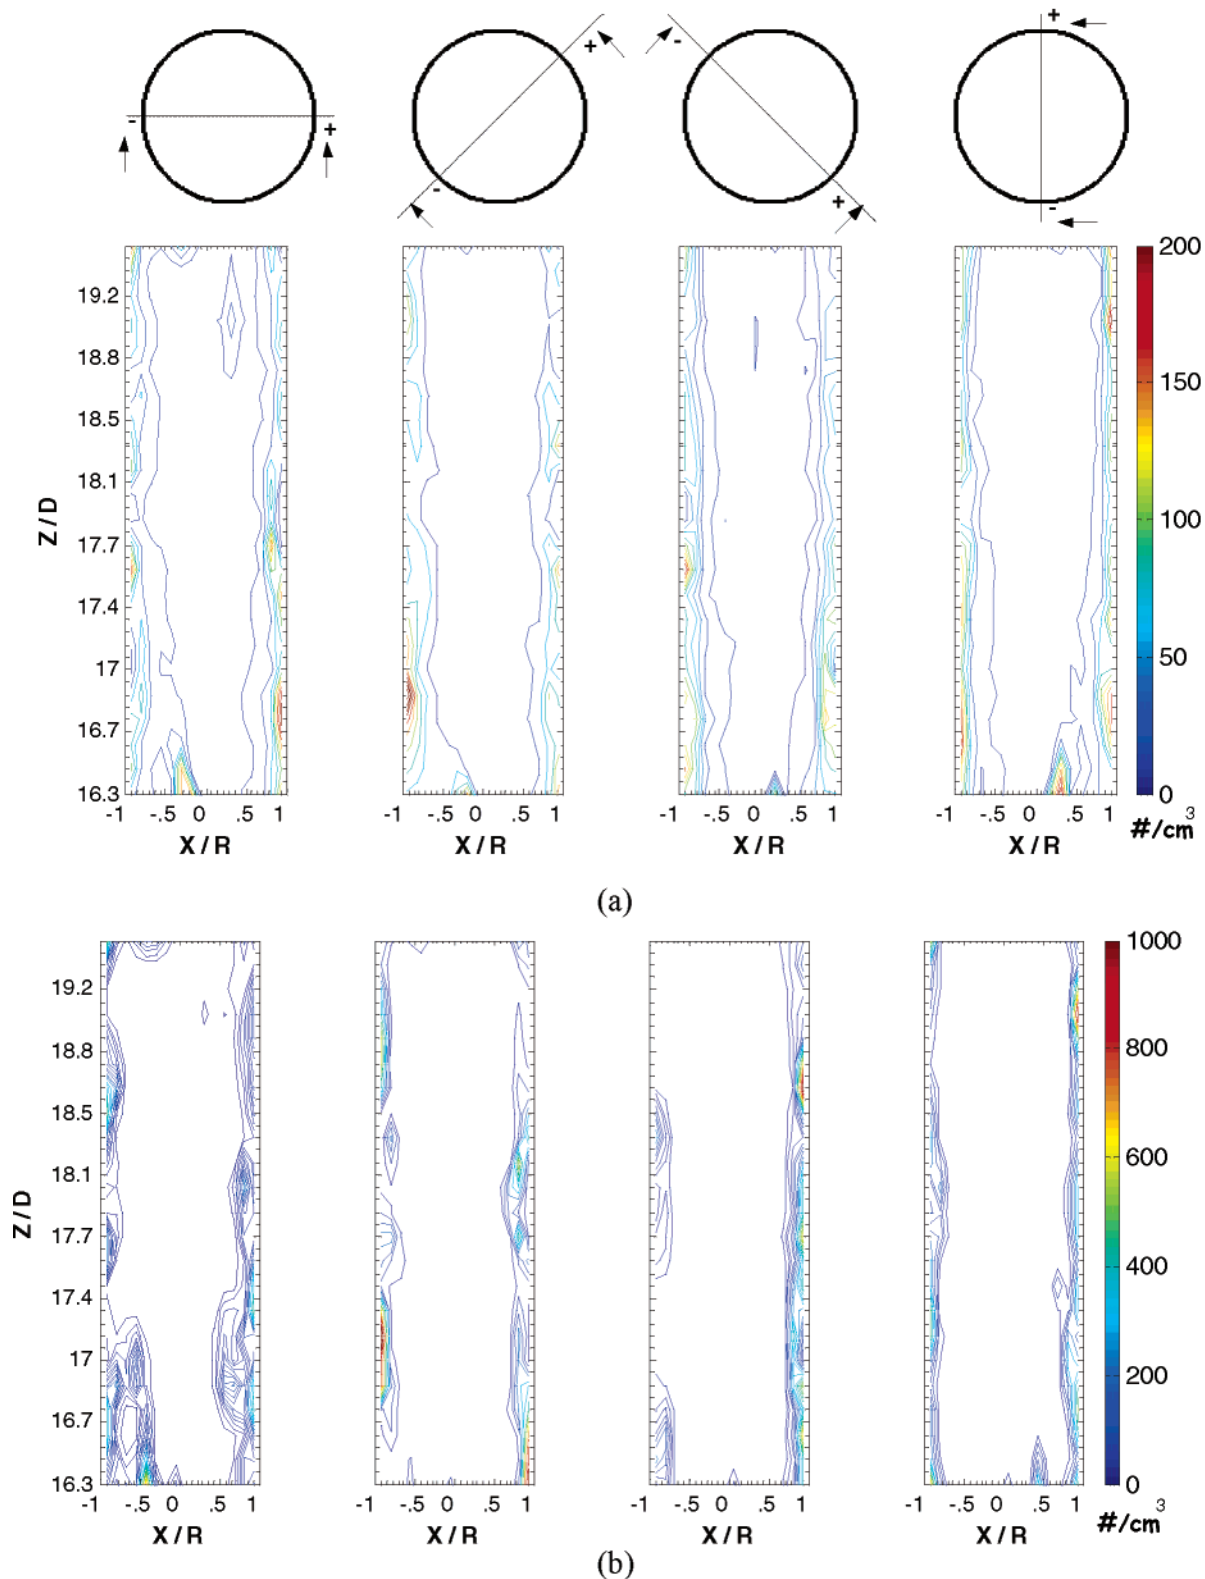 - + - + - + + -
200
19.2
18.8
150
18.5
18.1
Z / D
100
17.7
17.4
17
50
16.7
16.3
0
-1 -.5 0 .5 1 -1 -.5 0 .5 1 -1 -.5 0 .5 1 -1 -.5 0 .5 1
X / R X / R X / R X / R
#/cm3
(a)
1000
19.2
18.8
800
18.5
18.1
600
Z / D
17.7
400
17.4
17
200
16.7
16.3
0
-1 -.5 0 .5 1 -1 -.5 0 .5 1 -1 -.5 0 .5 1 -1 -.5 0 .5 1
X / R X / R X / R X / R
#/cm3
(b)